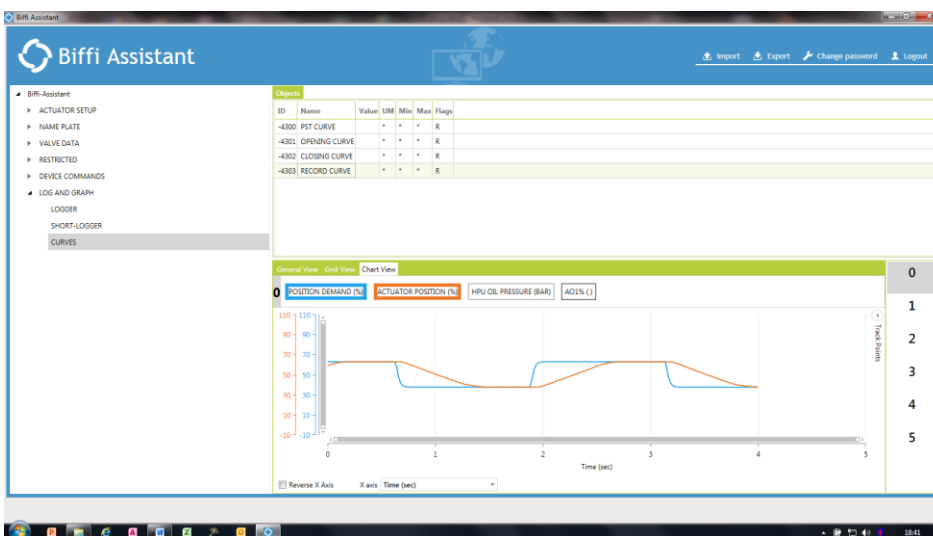 Biffi Assistant
Biffi Assistant
Import Export Change password Logout
Biffi-Assistant
ACTUATOR SETUP
NAME PLATE
VALVE DATA
RESTRICTED
DEVICE COMMANDS
LOG AND GRAPH
LOGGER
SHORT-LOGGER
CURVES
Objects
ID Name Value UM Min Max Flags
-4300 PST CURVE * * * R
-4301 OPENING CURVE * * * R
-4302 CLOSING CURVE * * * R
-4303 RECORD CURVE * * * R
General View Grid View Chart View
0 POSITION DEMAND (%) ACTUATOR POSITION (%) HPU OIL PRESSURE (BAR) AO1% ( )
110 110
90 90
70 70
50 50
30 30
10 10
-10 -10
Track Points
0 1 2 3 4 5
Time (sec)
Reverse X Axis X axis Time (sec)
0
1
2
3
4
5
18:41